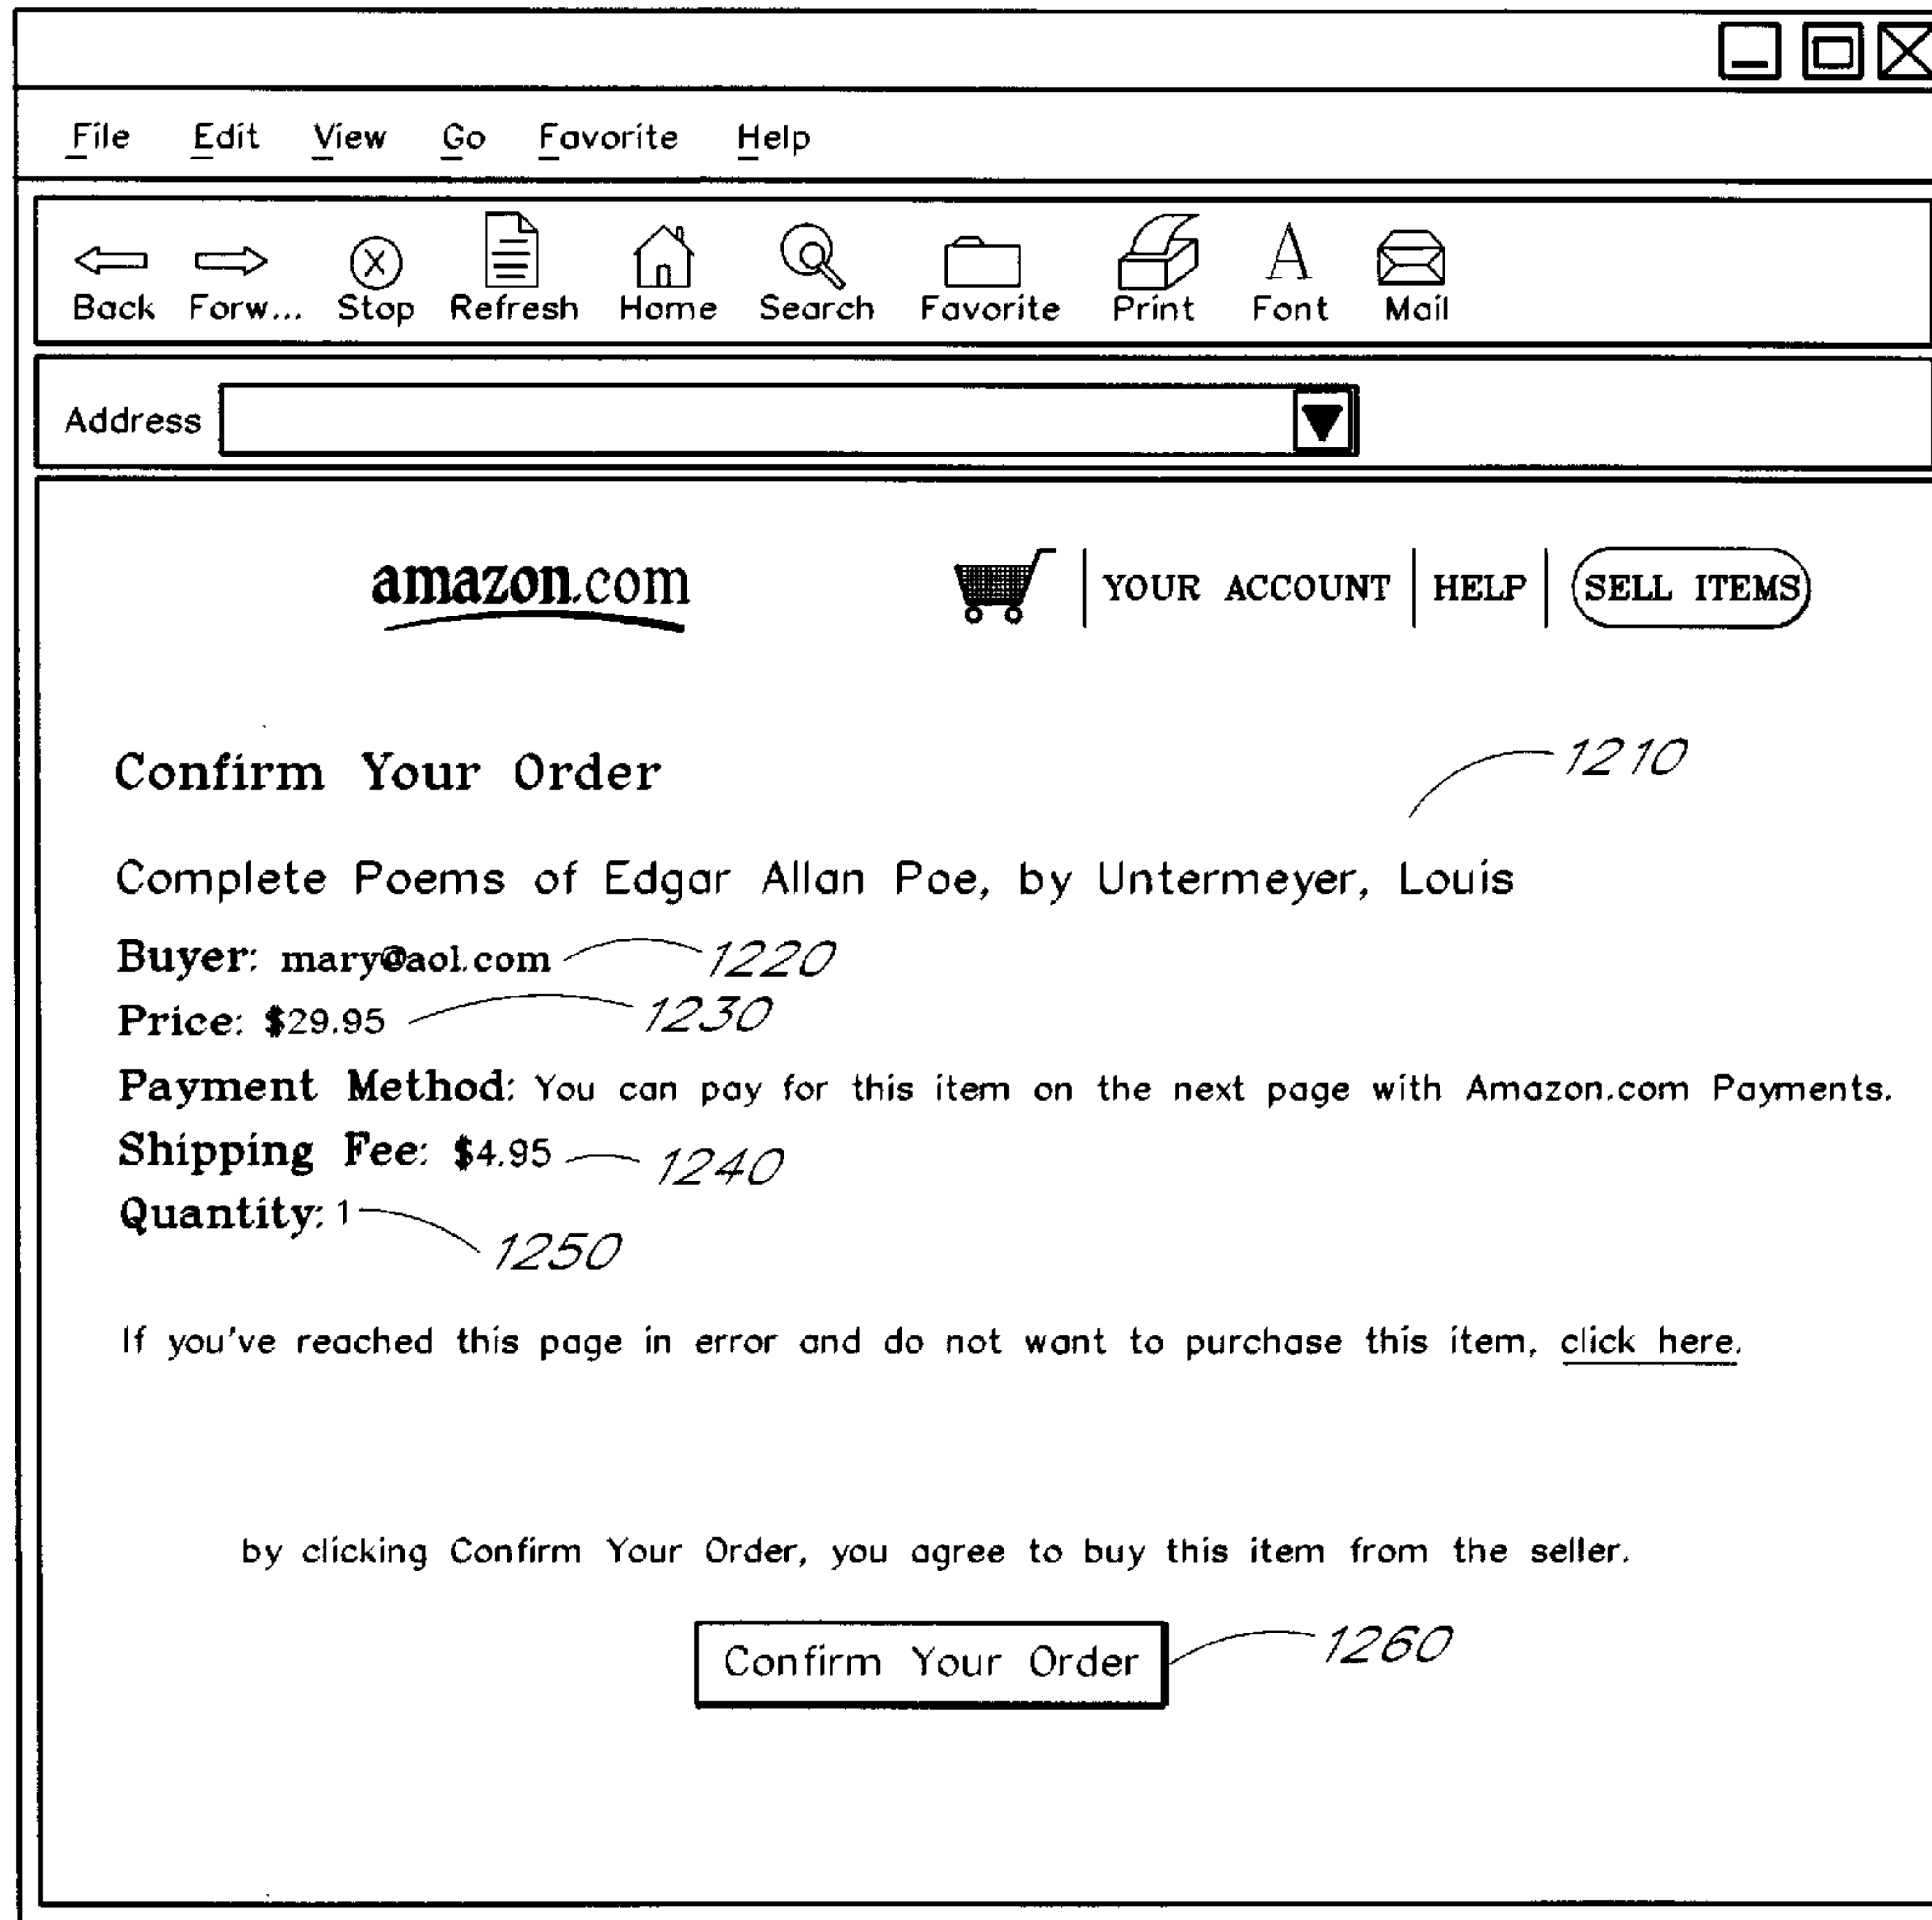 File Edit View Go Favorite Help
Back Forw... Stop Refresh Home Search Favorite Print Font Mail
Address
amazon.com YOUR ACCOUNT HELP SELL ITEMS
Confirm Your Order 1210
Complete Poems of Edgar Allan Poe, by Untermeyer, Louis
Buyer: mary@aol.com 1220
Price: $29.95 1230
Payment Method: You can pay for this item on the next page with Amazon.com Payments.
Shipping Fee: $4.95 1240
Quantity: 1 1250
If you've reached this page in error and do not want to purchase this item, click here.
by clicking Confirm Your Order, you agree to buy this item from the seller.
Confirm Your Order 1260